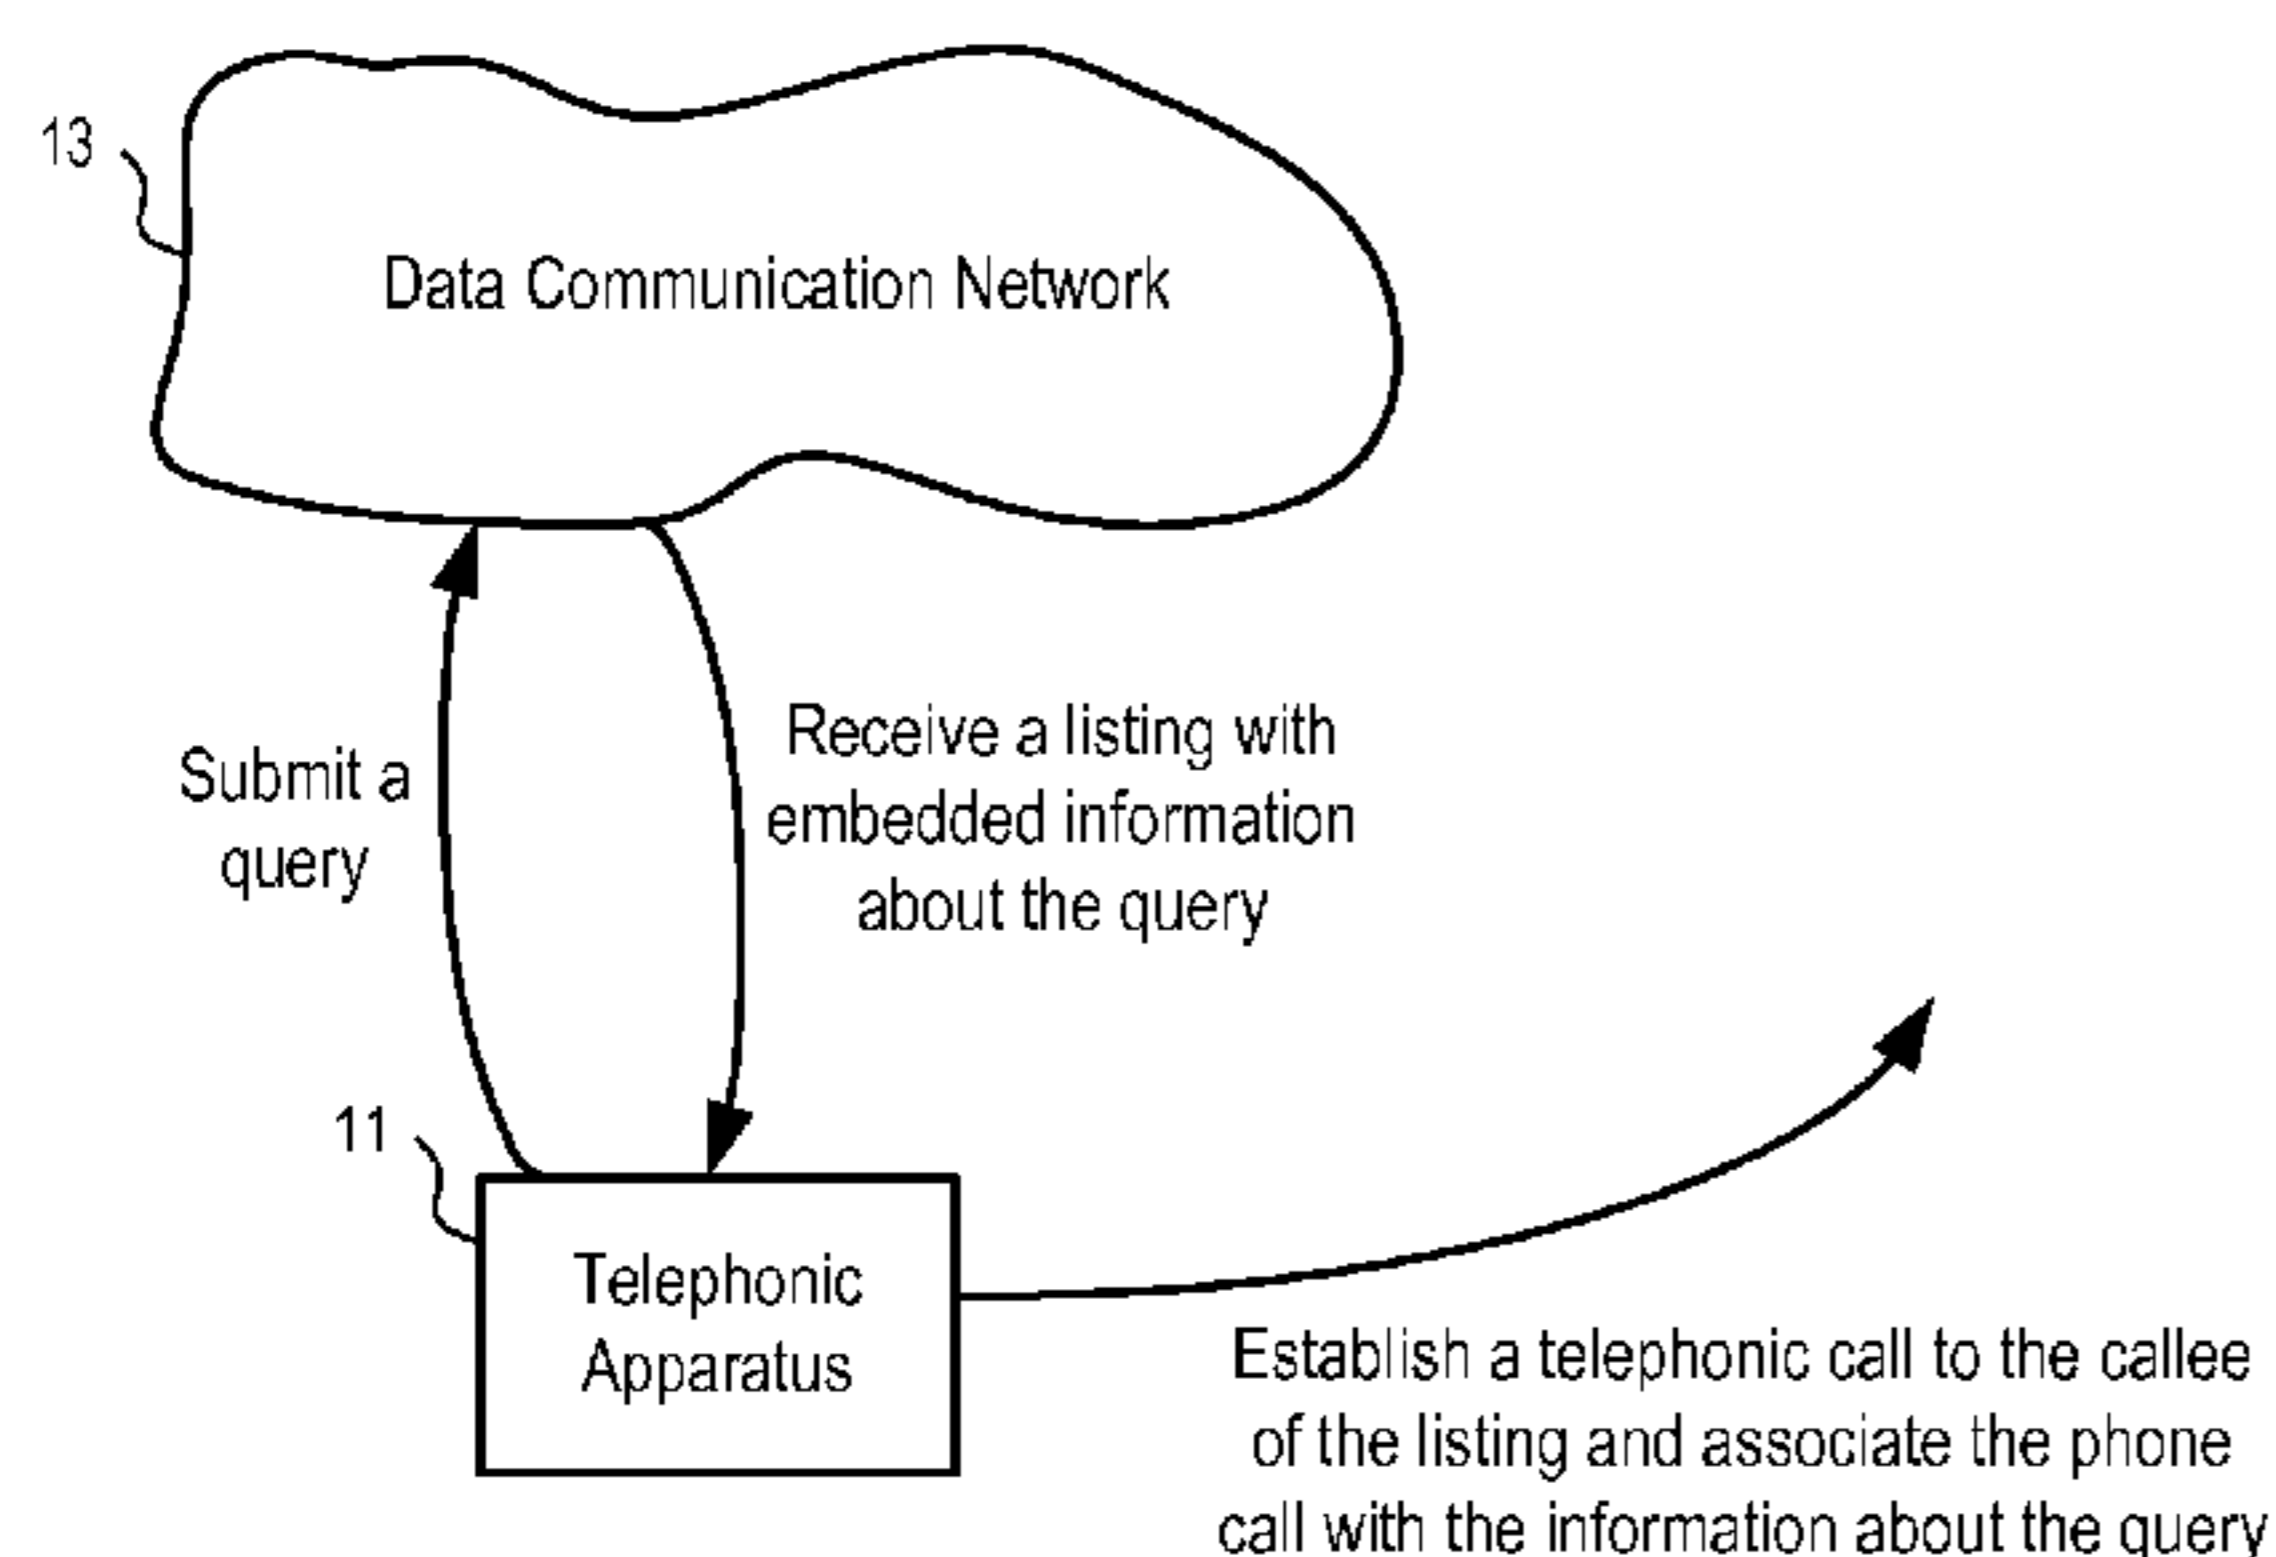 13
Data Communication Network
Submit a
query
Receive a listing with
embedded information
about the query
11
Telephonic
Apparatus
Establish a telephonic call to the callee
of the listing and associate the phone
call with the information about the query